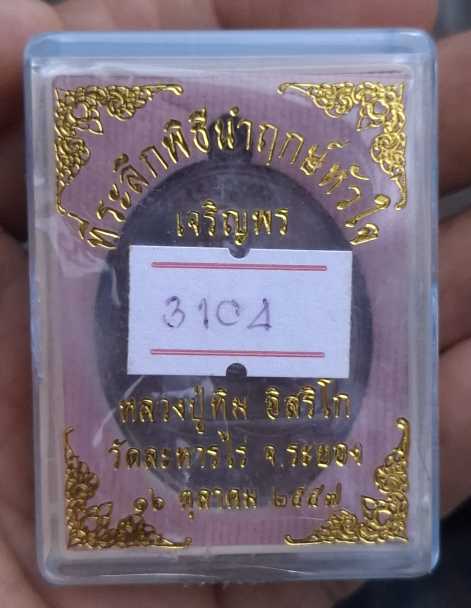 ที่ระลึกพิธีนำฤกษ์หัวใจ
เจริญพร
3104
หลวงปู่ทิม อิสริโก
วัดละหารไร่ จ.ระยอง
๑๖ ตุลาคม ๒๕๕๗